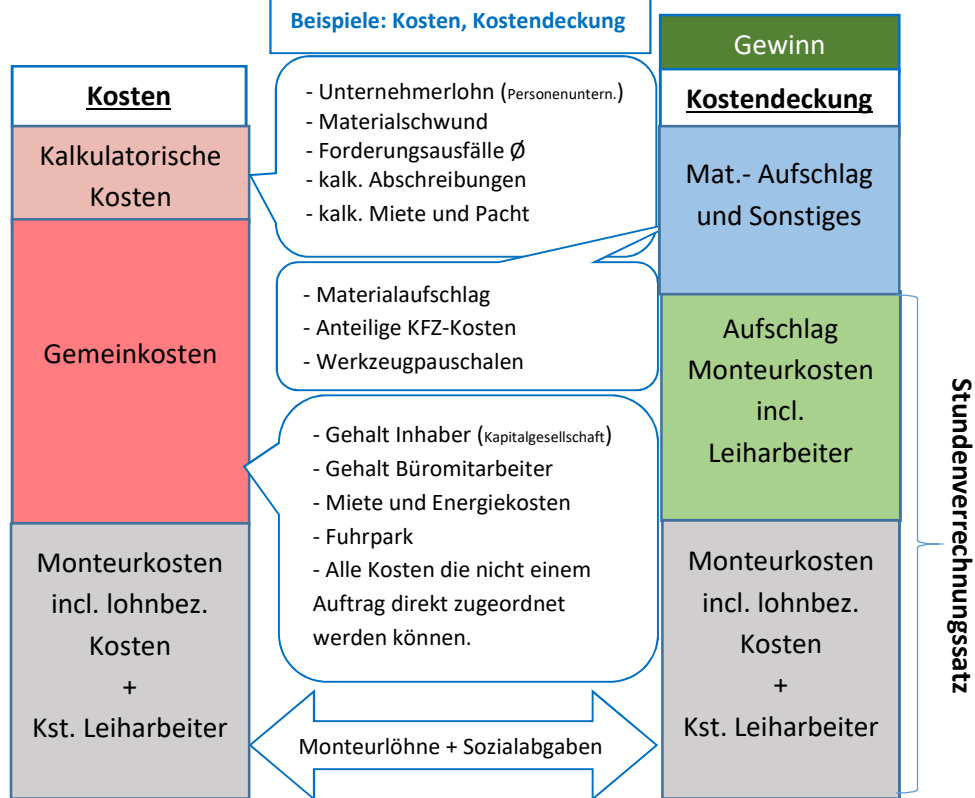 Beispiele: Kosten, Kostendeckung
Kosten
Kalkulatorische
Kosten
Gemeinkosten
Monteurkosten
incl. lohnbez.
Kosten
+
Kst. Leiharbeiter
- Unternehmerlohn (Personenuntern.)
- Materialschwund
- Forderungsausfälle Ø
- kalk. Abschreibungen
- kalk. Miete und Pacht
- Materialaufschlag
- Anteilige KFZ-Kosten
- Werkzeugpauschalen
- Gehalt Inhaber (Kapitalgesellschaft)
- Gehalt Büromitarbeiter
- Miete und Energiekosten
- Fuhrpark
- Alle Kosten die nicht einem
Auftrag direkt zugeordnet
werden können.
Monteurlöhne + Sozialabgaben
Gewinn
Kostendeckung
Mat.- Aufschlag
und Sonstiges
Aufschlag
Monteurkosten
incl.
Leiharbeiter
Monteurkosten
incl. lohnbez.
Kosten
+
Kst. Leiharbeiter
Stundenverrechnungssatz